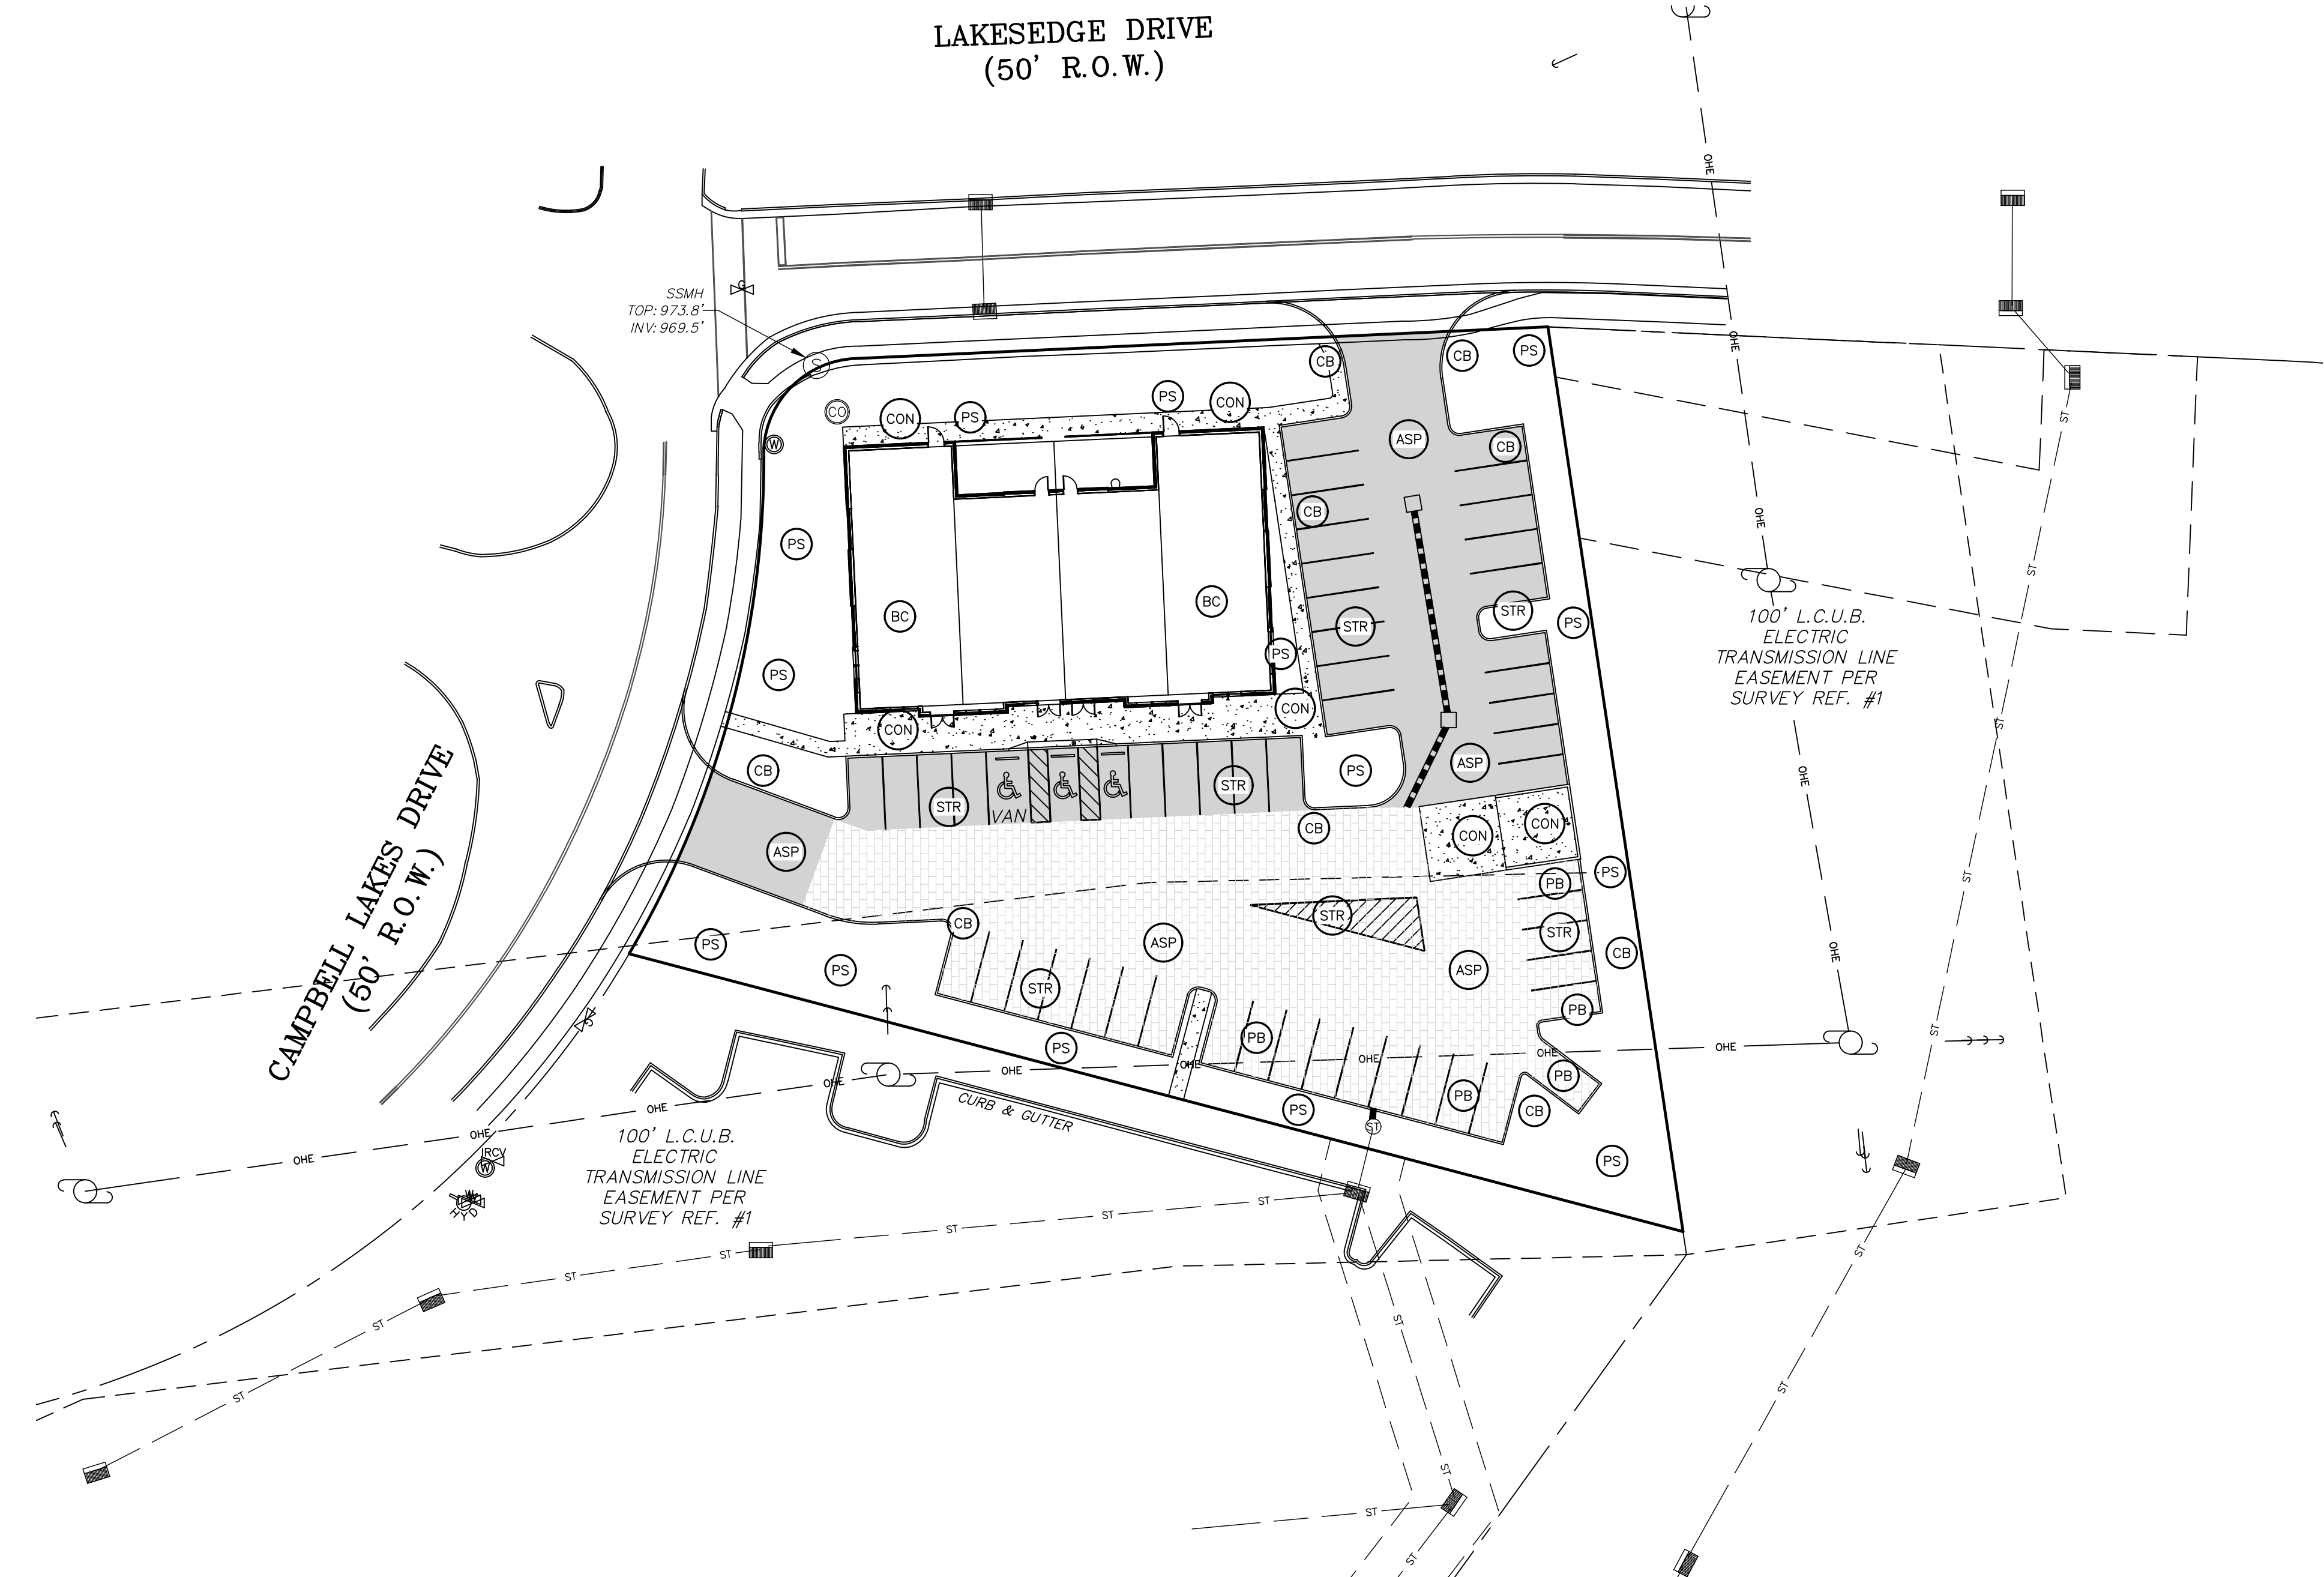 LAKESEDGE DRIVE
(50' R.O.W.)
OHE
SSMH
TOP: 973.8'
INV: 969.5'
G
S
OHE
CB
CB
PS
CO
CON
PS
PS
CON
W
ASP
CB
ST
CB
OHE
PS
ST
BC
BC
STR
STR
PS
100' L.C.U.B.
ELECTRIC
TRANSMISSION LINE
EASEMENT PER
SURVEY REF. #1
PS
PS
CON
CON
ST
CB
PS
ASP
OHE
STR
VAN
STR
CAMPBELL LAKES DRIVE
(50' R.O.W.)
ASP
CB
CON
CON
PS
PB
ST
CB
STR
STR
PS
PS
ASP
ASP
CB
OHE
STR
PB
PB
ST
PS
OHE
OHE
OHE
OHE
OHE
OHE
OHE
PB
PB
CB
PS
ST
CURB & GUTTER
OHE
OHE
IRCV
W
HYD
100' L.C.U.B.
ELECTRIC
TRANSMISSION LINE
EASEMENT PER
SURVEY REF. #1
PS
ST
ST
ST
ST
ST
ST
ST
ST
ST
ST
ST
ST
ST
ST